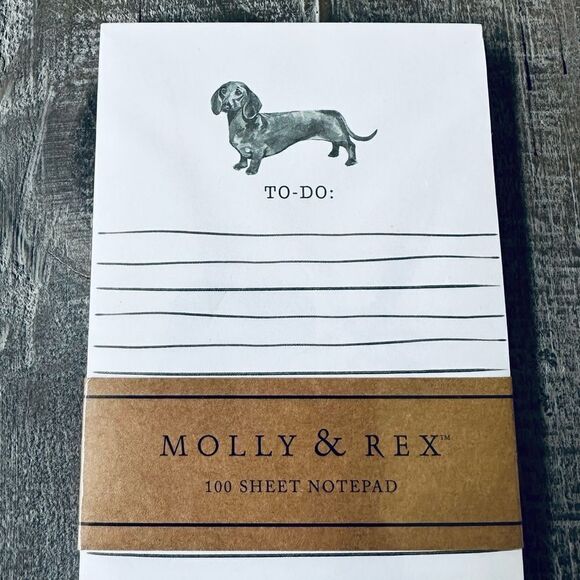 TO-DO:
MOLLY & REX™
100 SHEET NOTEPAD